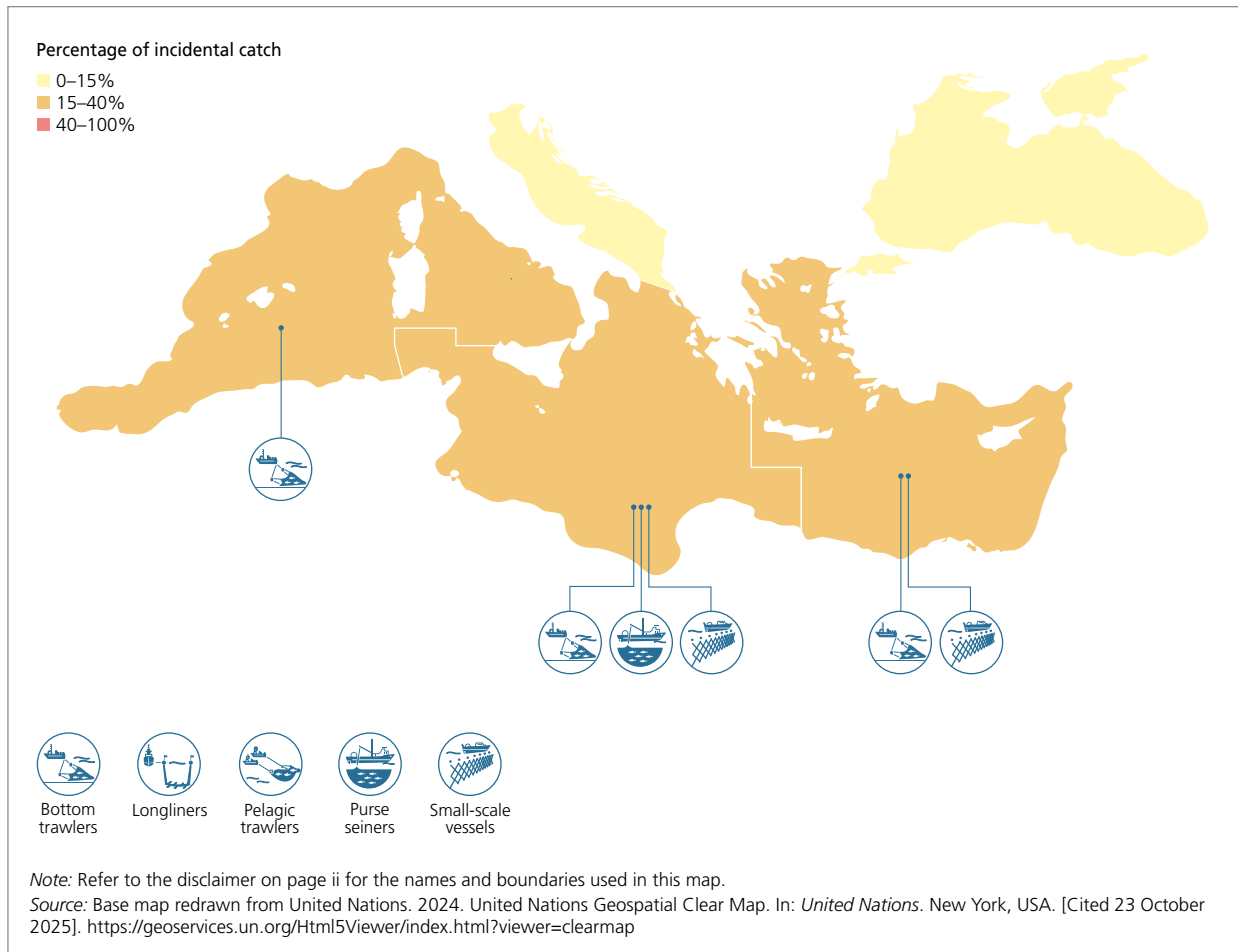 Percentage of incidental catch
0–15%
15–40%
40–100%
Bottom trawlers
Longliners
Pelagic trawlers
Purse seiners
Small-scale vessels
Note: Refer to the disclaimer on page ii for the names and boundaries used in this map.
Source: Base map redrawn from United Nations. 2024. United Nations Geospatial Clear Map. In: United Nations. New York, USA. [Cited 23 October
2025]. https://geoservices.un.org/Html5Viewer/index.html?viewer=clearmap